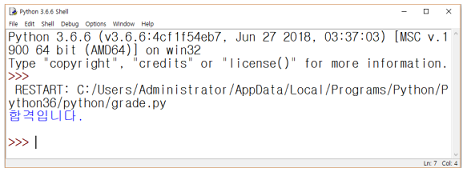 Python 3.6.6 Shell
File Edit Shell Debug Options Window Help
Python 3.6.6 (v3.6.6:4cf1f54eb7, Jun 27 2018, 03:37:03) [MSC v.1
900 64 bit (AMD64)] on win32
Type "copyright", "credits" or "license()" for more information.
>>>
RESTART: C:/Users/Administrator/AppData/Local/Programs/Python/P
ython36/python/grade.py
합격입니다.
>>>
Ln: 7 Col: 4